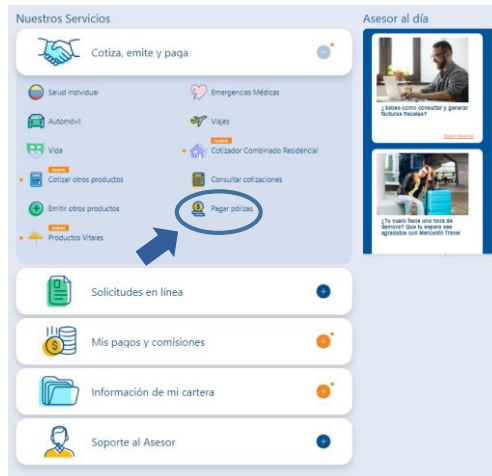 Nuestros Servicios
Cotiza, emite y paga
Salud Individual
Emergencias Médicas
Automóvil
Viajes
Vida
Cotizador Combinado Residencial
Cotizar otros productos
Consultar cotizaciones
Emitir otros productos
Pagar pólizas
Productos Vitales
Solicitudes en línea
Mis pagos y comisiones
Información de mi cartera
Soporte al Asesor
Asesor al día
¿Sabes cómo consultar y generar
facturas fiscales?
¿Tu vuelo tiene una hora de
demora? Que tu espera sea
agradable con Mercantil Travel